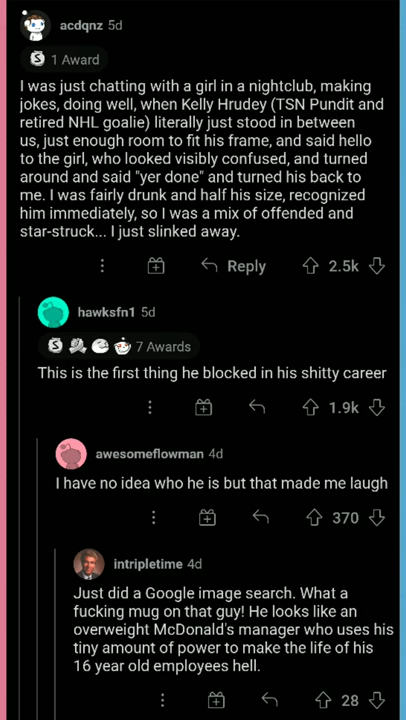 acdqnz 5d
1 Award
I was just chatting with a girl in a nightclub, making
jokes, doing well, when Kelly Hrudey (TSN Pundit and
retired NHL goalie) literally just stood in between
us, just enough room to fit his frame, and said hello
to the girl, who looked visibly confused, and turned
around and said "yer done" and turned his back to
me. I was fairly drunk and half his size, recognized
him immediately, so I was a mix of offended and
star-struck... I just slinked away.
Reply 2.5k
hawksfn1 5d
7 Awards
This is the first thing he blocked in his shitty career
1.9k
awesomeflowman 4d
I have no idea who he is but that made me laugh
370
intripletime 4d
Just did a Google image search. What a
fucking mug on that guy! He looks like an
overweight McDonald's manager who uses his
tiny amount of power to make the life of his
16 year old employees hell.
28